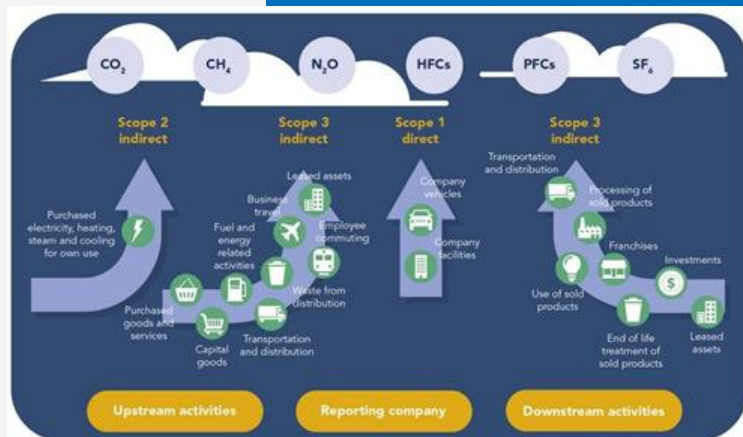 CO₂
CH₄
N₂O
HFCs
PFCs
SF₆
Scope 2
indirect
Scope 3
indirect
Scope 1
direct
Scope 3
indirect
Purchased
electricity, heating,
steam and cooling
for own use
Purchased
goods and
services
Capital
goods
Fuel and
energy
related
activities
Transportation
and distribution
Waste from
distribution
Business
travel
Employee
commuting
Leased assets
Company
vehicles
Company
facilities
Transportation
and distribution
Processing of
sold products
Use of sold
products
Franchises
End of life
treatment of
sold products
Investments
$
Leased
assets
Upstream activities
Reporting company
Downstream activities